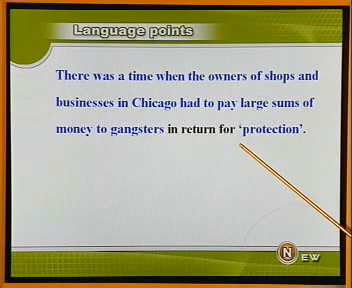 Language points
There was a time when the owners of shops and
businesses in Chicago had to pay large sums of
money to gangsters in return for ‘protection’.
N EW